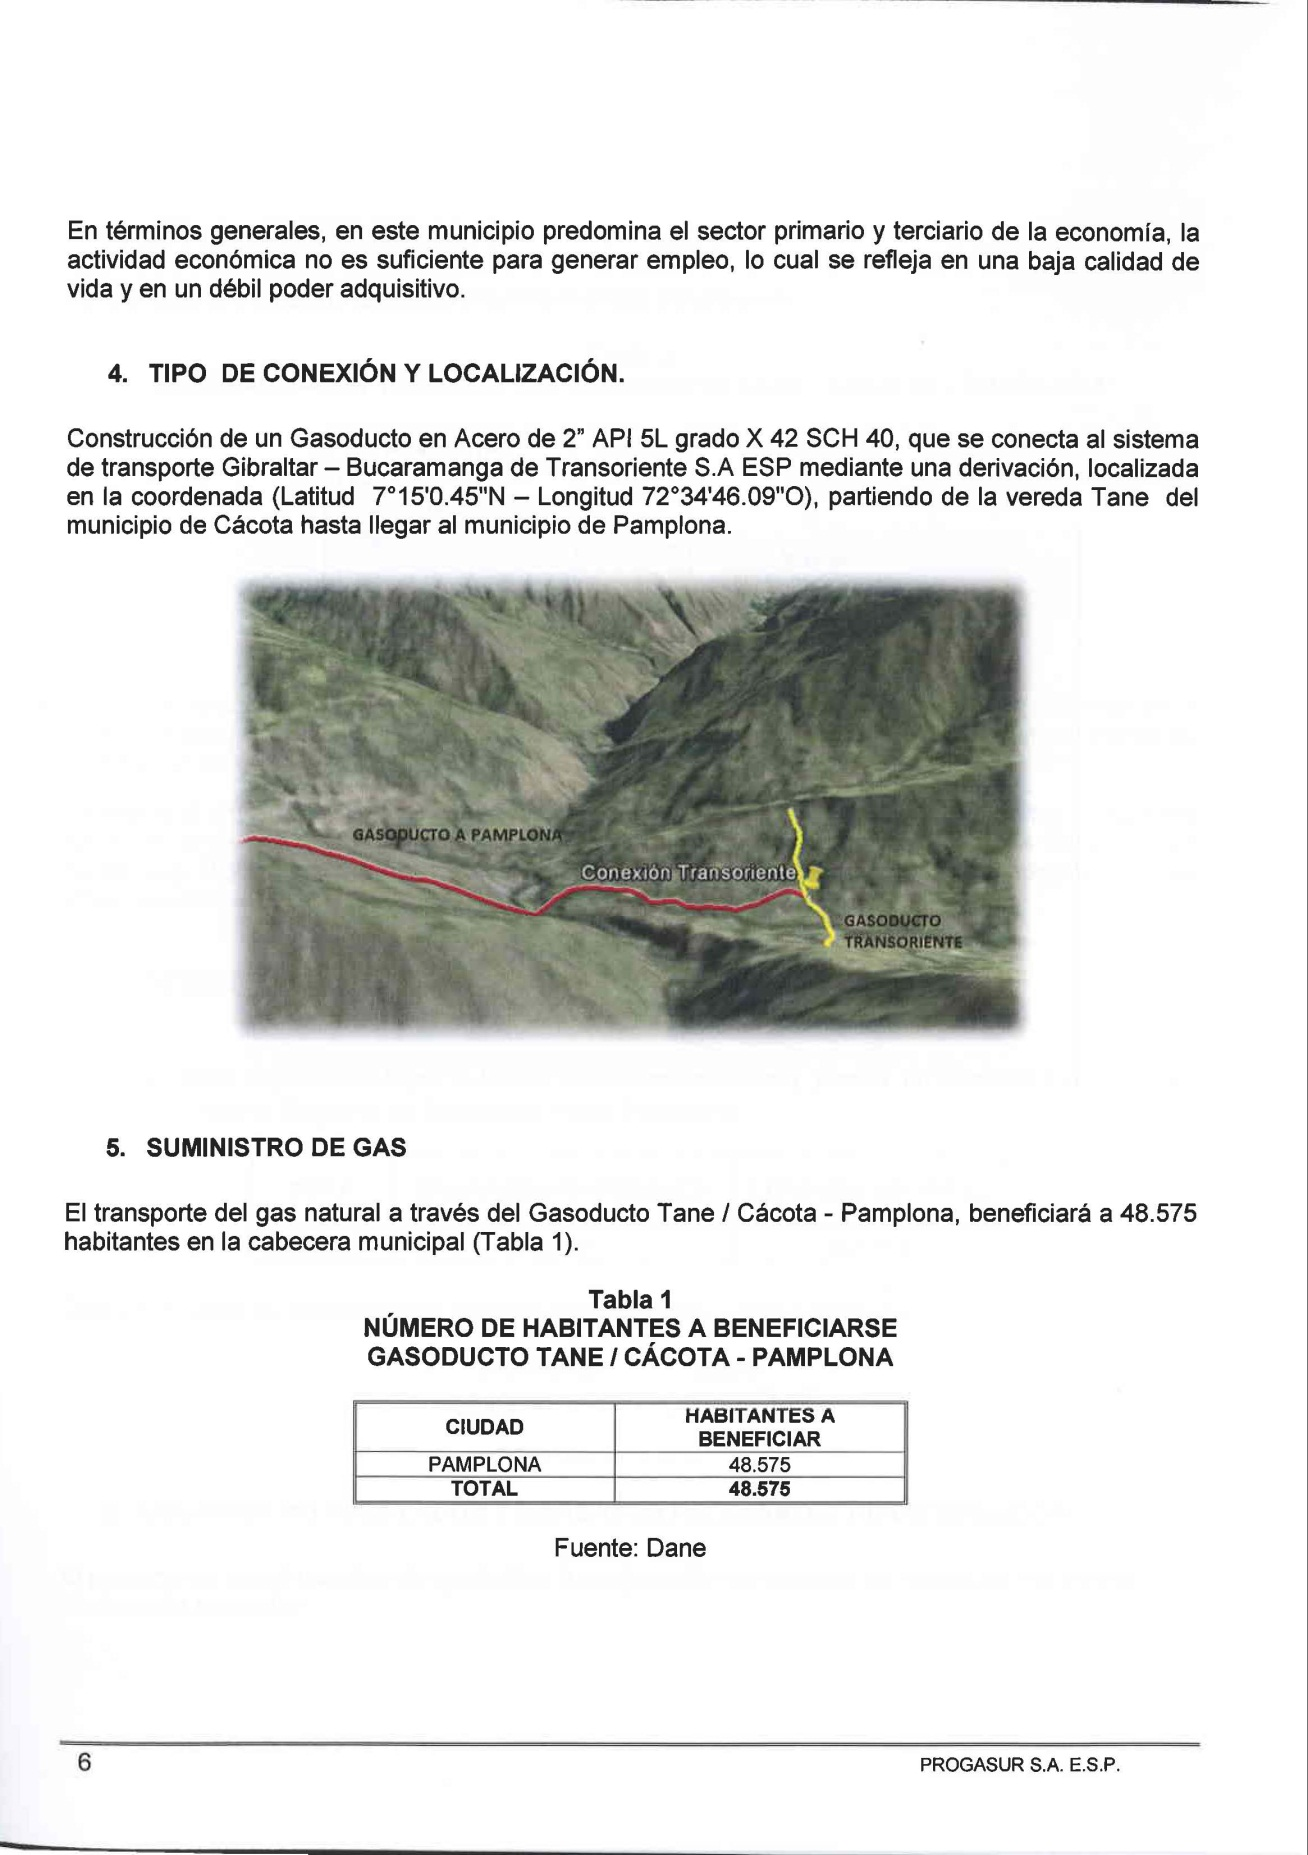 En términos generales, en este municipio predomina el sector primario y terciario de la economía, la
actividad económica no es suficiente para generar empleo, lo cual se refleja en una baja calidad de
vida y en un débil poder adquisitivo.
4. TIPO DE CONEXIÓN Y LOCALIZACIÓN.
Construcción de un Gasoducto en Acero de 2” API 5L grado X 42 SCH 40, que se conecta al sistema
de transporte Gibraltar – Bucaramanga de Transoriente S.A ESP mediante una derivación, localizada
en la coordenada (Latitud 7°15'0.45"N – Longitud 72°34'46.09"O), partiendo de la vereda Tane del
municipio de Cácota hasta llegar al municipio de Pamplona.
GASODUCTO A PAMPLONA
Conexión Transoriente
GASODUCTO
TRANSORIENTE
5. SUMINISTRO DE GAS
El transporte del gas natural a través del Gasoducto Tane / Cácota - Pamplona, beneficiará a 48.575
habitantes en la cabecera municipal (Tabla 1).
Tabla 1
NÚMERO DE HABITANTES A BENEFICIARSE
GASODUCTO TANE / CÁCOTA - PAMPLONA
CIUDAD HABITANTES A
BENEFICIAR
PAMPLONA 48.575
TOTAL 48.575
Fuente: Dane
6 PROGASUR S.A. E.S.P.